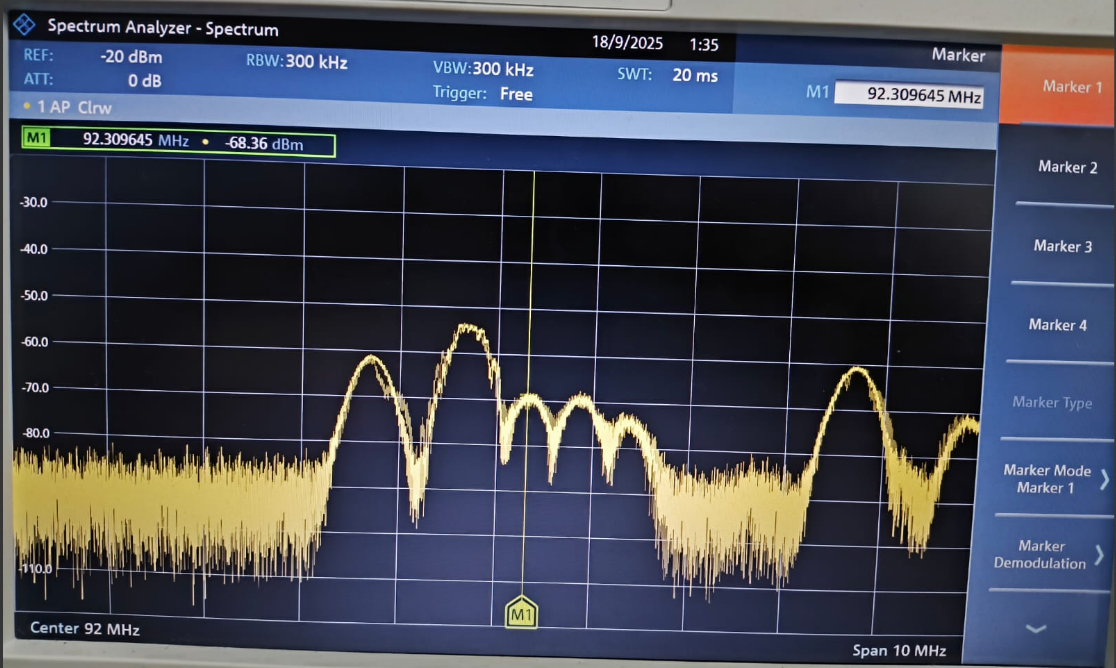 Spectrum Analyzer - Spectrum
18/9/2025 1:35
REF: -20 dBm RBW: 300 kHz VBW: 300 kHz SWT: 20 ms
ATT: 0 dB Trigger: Free
Marker
M1 92.309645 MHz
1 AP Clrw
M1 92.309645 MHz • -68.36 dBm
-30.0
-40.0
-50.0
-60.0
-70.0
-80.0
-110.0
M1
Center 92 MHz
Span 10 MHz
Marker 1
Marker 2
Marker 3
Marker 4
Marker Type
Marker Mode
Marker 1
Marker
Demodulation